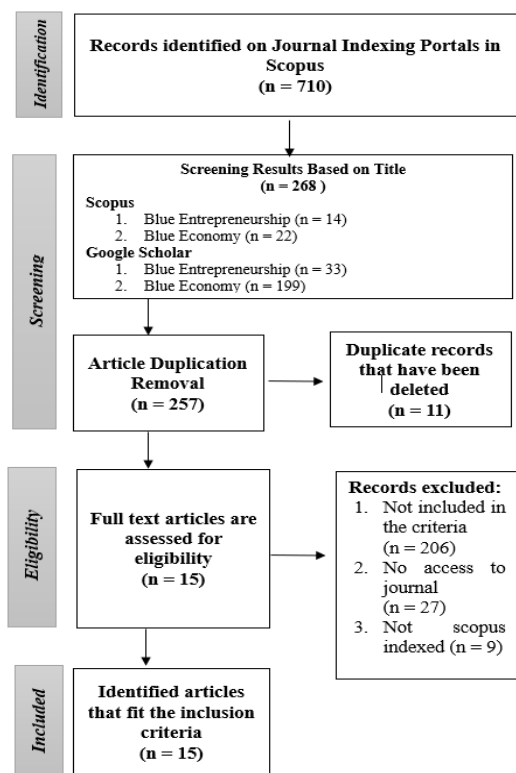 Identification
Records identified on Journal Indexing Portals in
Scopus
(n = 710)
Screening
Screening Results Based on Title
(n = 268 )
Scopus
1. Blue Entrepreneurship (n = 14)
2. Blue Economy (n = 22)
Google Scholar
1. Blue Entrepreneurship (n = 33)
2. Blue Economy (n = 199)
Article Duplication
Removal
(n = 257)
Duplicate records
that have been
deleted
(n = 11)
Eligibility
Full text articles are
assessed for
eligibility
(n = 15)
Records excluded:
1. Not included in
the criteria
(n = 206)
2. No access to
journal
(n = 27)
3. Not scopus
indexed (n = 9)
Included
Identified articles
that fit the inclusion
criteria
(n = 15)